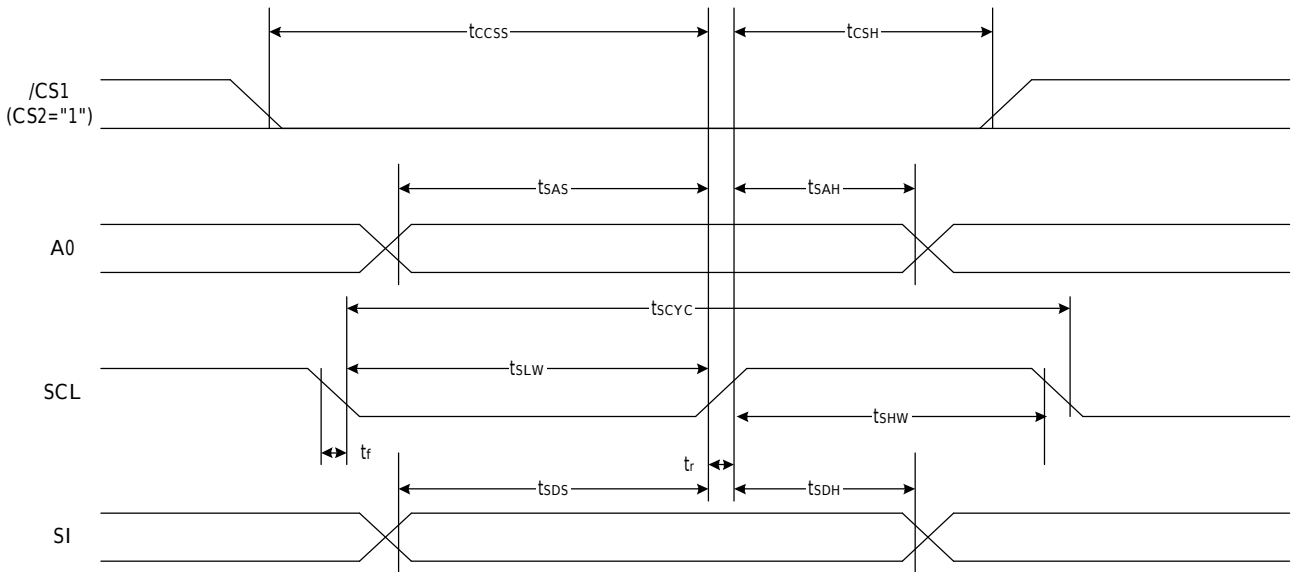 tCCSS
tCSH
/CS1
(CS2="1")
tSAS
tSAH
A0
tSCYC
tSLW
SCL
tSHW
tf
tr
tSDS
tSDH
SI